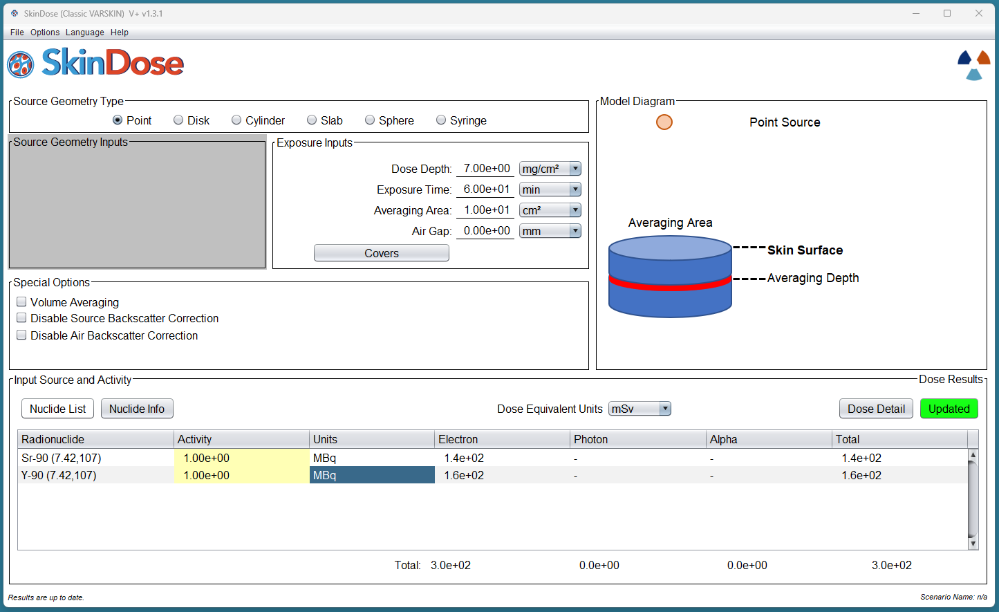 SkinDose (Classic VARSKIN) V+ v1.3.1
File Options Language Help
SkinDose
Source Geometry Type
Point Disk Cylinder Slab Sphere Syringe
Source Geometry Inputs
Exposure Inputs
Dose Depth: 7.00e+00 mg/cm²
Exposure Time: 6.00e+01 min
Averaging Area: 1.00e+01 cm²
Air Gap: 0.00e+00 mm
Covers
Special Options
Volume Averaging
Disable Source Backscatter Correction
Disable Air Backscatter Correction
Model Diagram
Point Source
Averaging Area
Skin Surface
Averaging Depth
Input Source and Activity
Dose Results
Nuclide List Nuclide Info Dose Equivalent Units mSv Dose Detail Updated
Radionuclide Activity Units Electron Photon Alpha Total
Sr-90 (7.42,107) 1.00e+00 MBq 1.4e+02 - - 1.4e+02
Y-90 (7.42,107) 1.00e+00 MBq 1.6e+02 - - 1.6e+02
Total: 3.0e+02 0.0e+00 0.0e+00 3.0e+02
Results are up to date.
Scenario Name: n/a